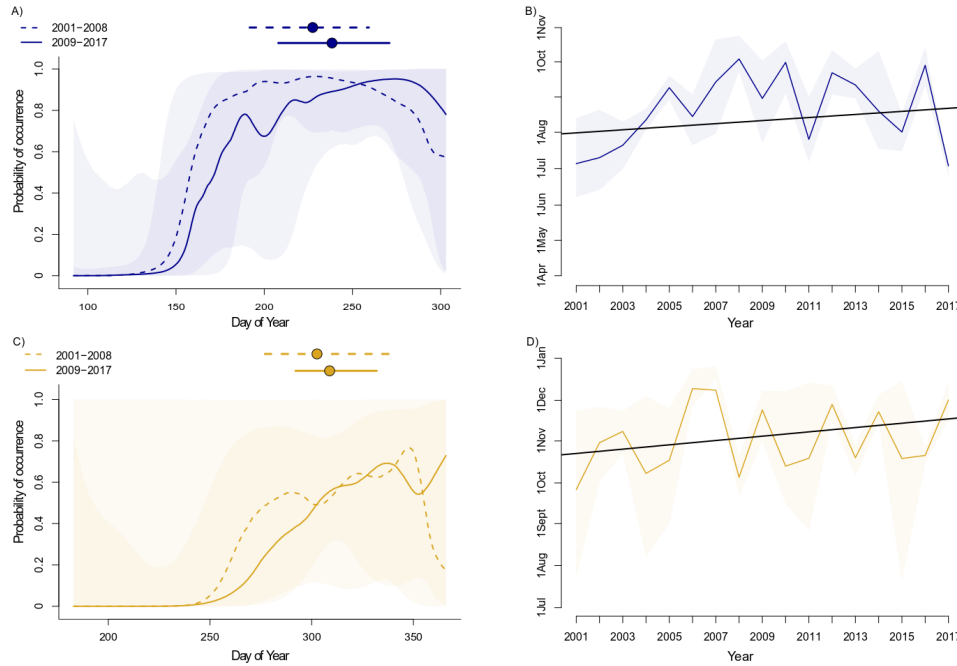 A)
2001−2008
2009−2017
Probability of occurrence
1.0
0.8
0.6
0.4
0.2
0
100
150
200
250
300
Day of Year
B)
1Nov
1Oct
1Aug
1Jul
1Jun
1May
1Apr
2001
2003
2005
2007
2009
2011
2013
2015
2017
Year
C)
2001−2008
2009−2017
Probability of occurrence
1.0
0.8
0.6
0.4
0.2
0
200
250
300
350
Day of Year
D)
1Jan
1Dec
1Nov
1Oct
1Sept
1Aug
1Jul
2001
2003
2005
2007
2009
2011
2013
2015
2017
Year